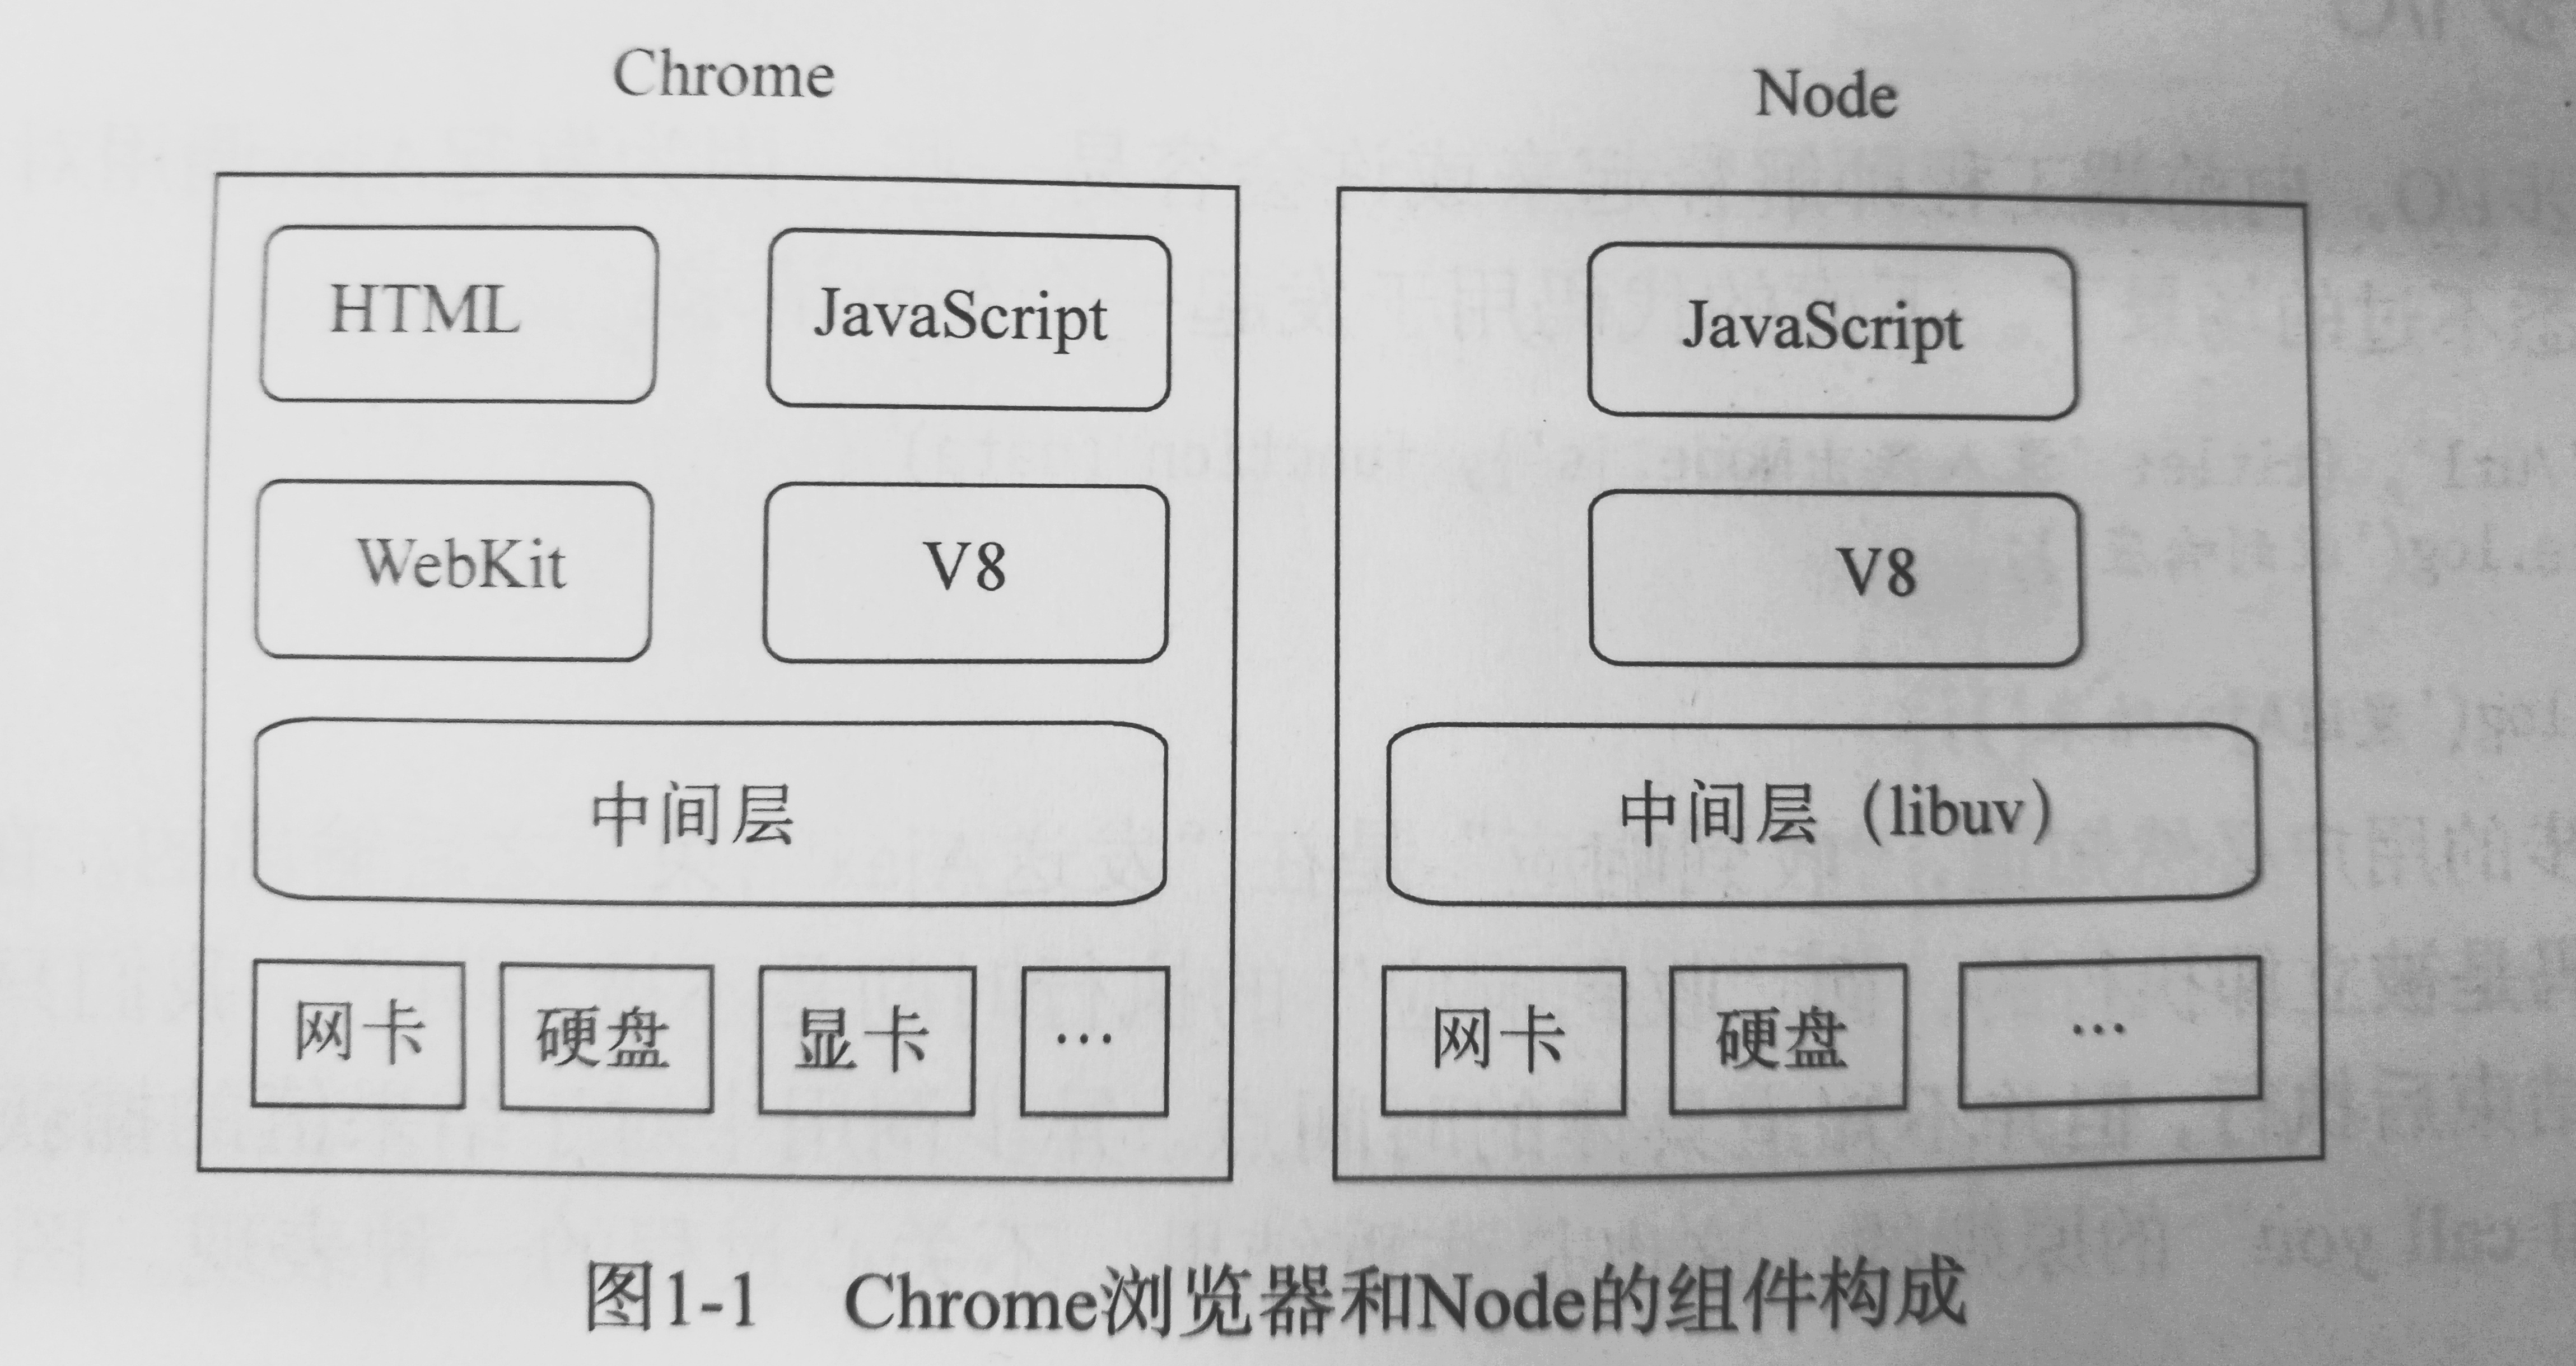 Chrome
Node
HTML
JavaScript
JavaScript
WebKit
V8
V8
中间层
中间层（libuv）
网卡
硬盘
显卡
…
网卡
硬盘
…
图1-1 Chrome浏览器和Node的组件构成